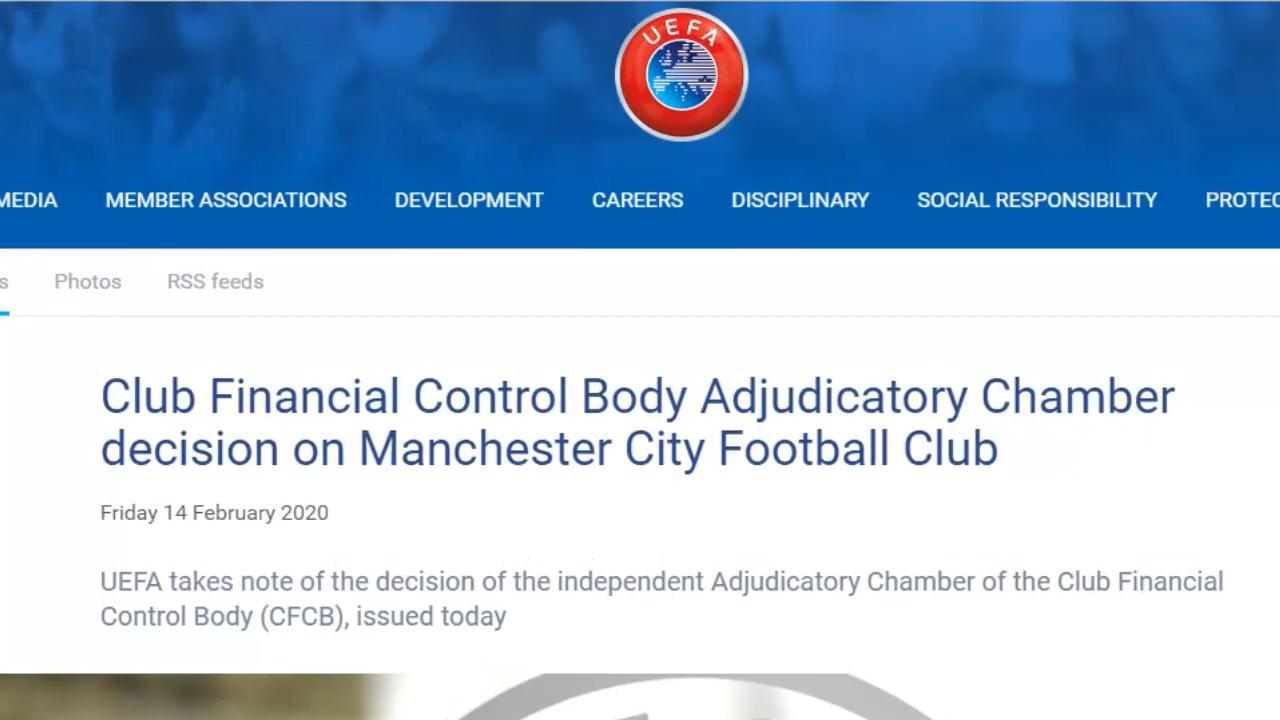 UEFA
MEDIA MEMBER ASSOCIATIONS DEVELOPMENT CAREERS DISCIPLINARY SOCIAL RESPONSIBILITY PROTEC
s Photos RSS feeds
Club Financial Control Body Adjudicatory Chamber
decision on Manchester City Football Club
Friday 14 February 2020
UEFA takes note of the decision of the independent Adjudicatory Chamber of the Club Financial
Control Body (CFCB), issued today